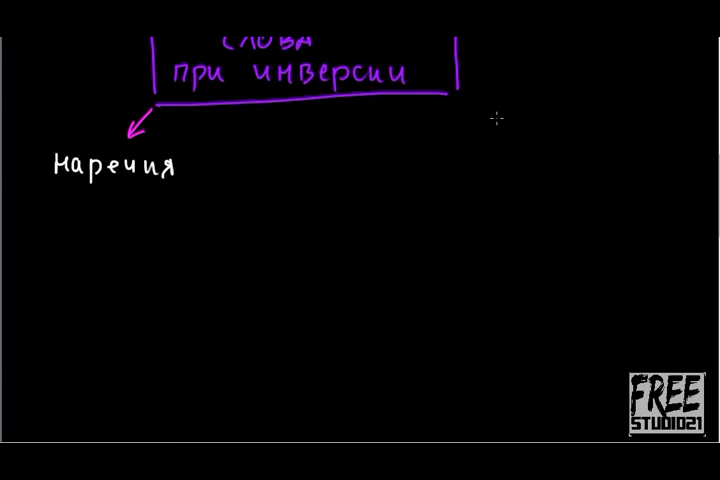 слова
при инверсии
наречия
FREE
STUDIO21